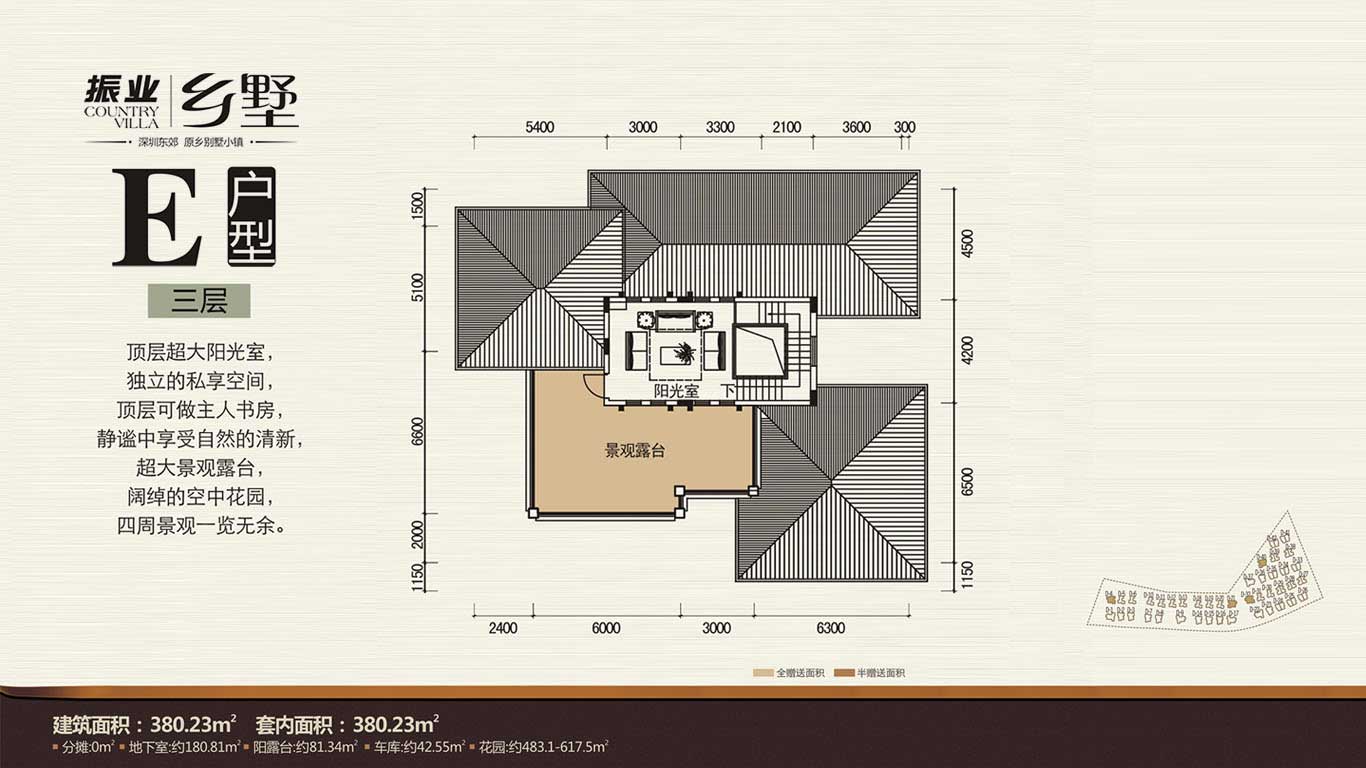 振业 乡墅
COUNTRY
VILLA
深圳东郊 原乡别墅小镇
E 户型
三层
顶层超大阳光室，
独立的私享空间，
顶层可做主人书房，
静谧中享受自然的清新，
超大景观露台，
阔绰的空中花园，
四周景观一览无余。
5400 3000 3300 2100 3600 300
1500
5100
6600
2000
1150
4500
4200
6500
1150
阳光室 下
景观露台
2400 6000 3000 6300
全赠送面积 半赠送面积
建筑面积：380.23㎡ 套内面积：380.23㎡
分摊:0㎡ 地下室:约180.81㎡ 阳露台:约81.34㎡ 车库:约42.55㎡ 花园:约483.1-617.5㎡